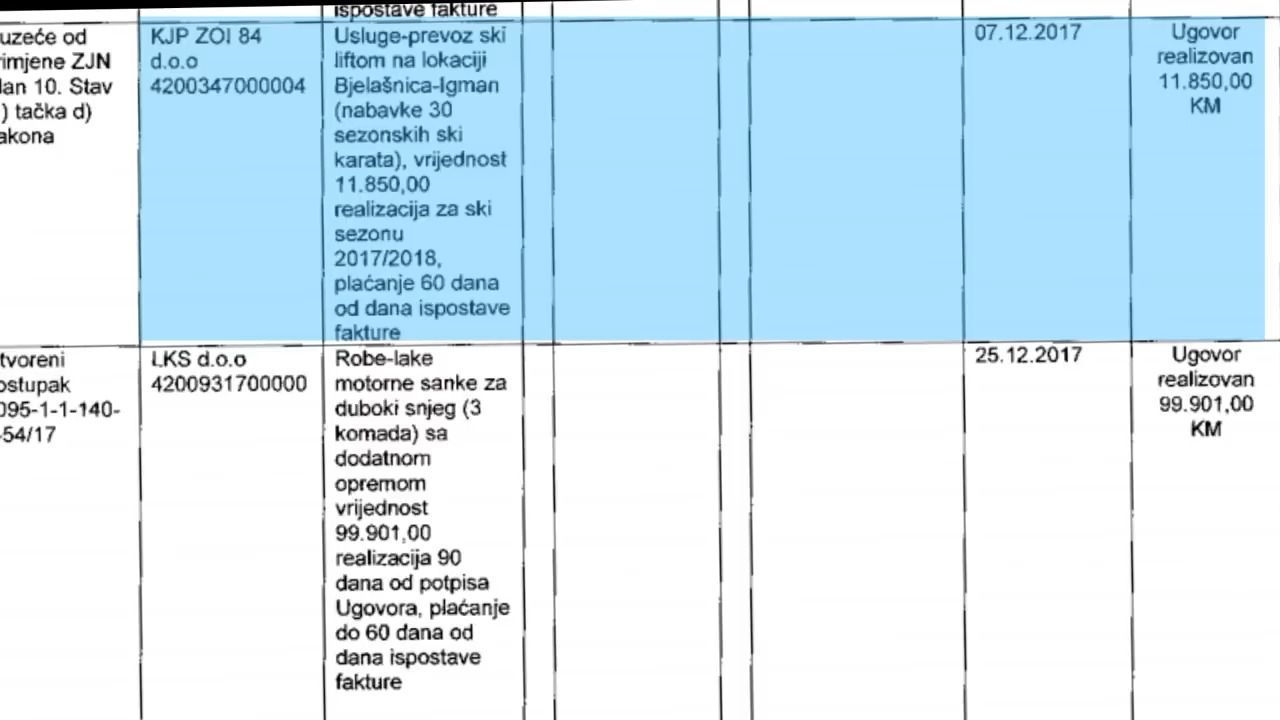 ispostave fakture
uzeće od
rimjene ZJN
lan 10. Stav
) tačka d)
akona
KJP ZOI 84
d.o.o
4200347000004
Usluge-prevoz ski
liftom na lokaciji
Bjelašnica-Igman
(nabavke 30
sezonskih ski
karata), vrijednost
11.850,00
realizacija za ski
sezonu
2017/2018,
plaćanje 60 dana
od dana ispostave
fakture
07.12.2017
Ugovor
realizovan
11.850,00
KM
tvoreni
ostupak
095-1-1-140-
-54/17
LKS d.o.o
4200931700000
Robe-lake
motorne sanke za
duboki snjeg (3
komada) sa
dodatnom
opremom
vrijednost
99.901,00
realizacija 90
dana od potpisa
Ugovora, plaćanje
do 60 dana od
dana ispostave
fakture
25.12.2017
Ugovor
realizovan
99.901,00
KM